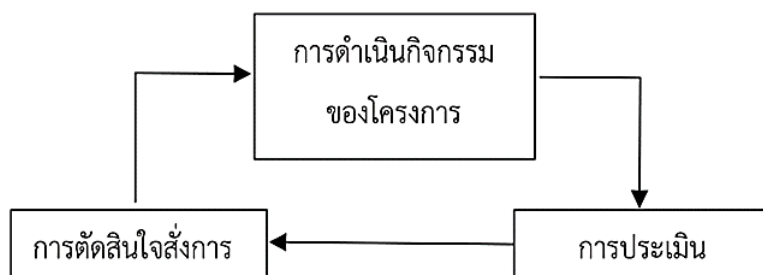 การดำเนินกิจกรรม
ของโครงการ
การตัดสินใจสั่งการ
การประเมิน